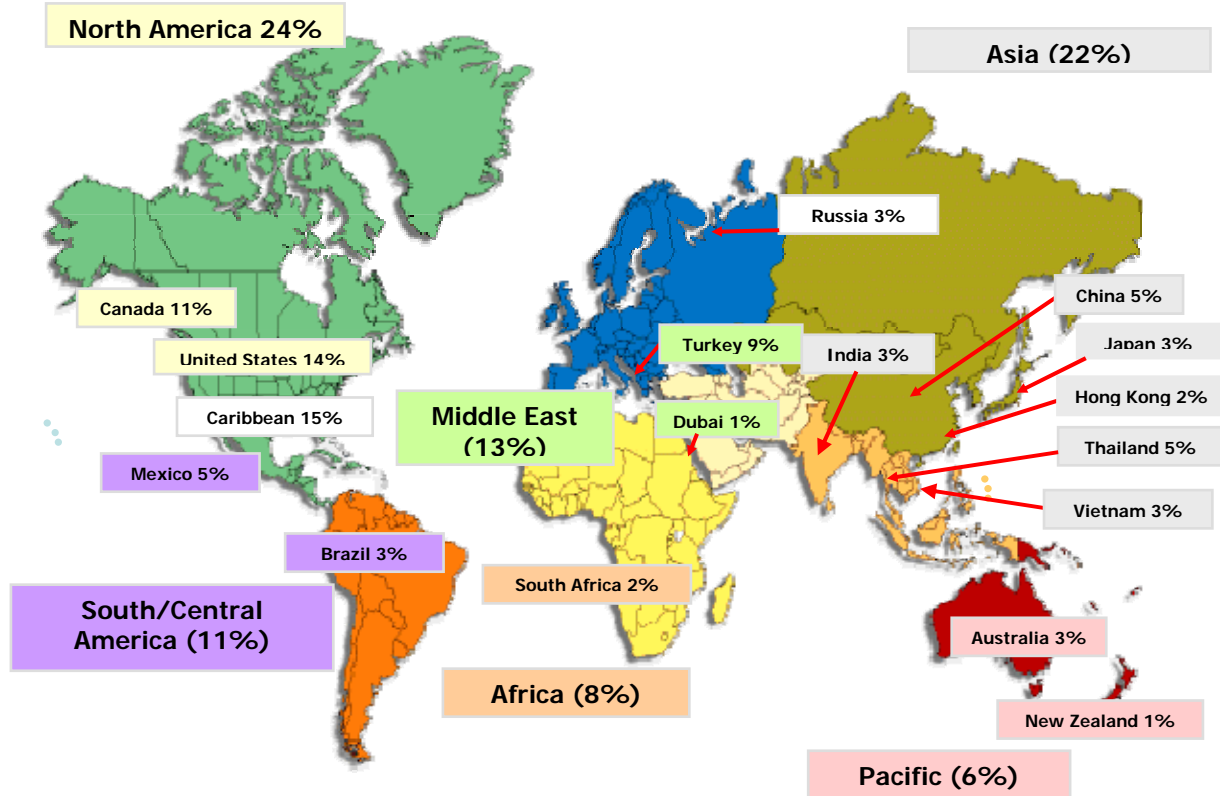 North America 24%
Asia (22%)
Russia 3%
Canada 11%
China 5%
United States 14%
Turkey 9%
India 3%
Japan 3%
Caribbean 15%
Middle East
(13%)
Dubai 1%
Hong Kong 2%
Thailand 5%
Mexico 5%
Vietnam 3%
Brazil 3%
South Africa 2%
South/Central
America (11%)
Australia 3%
Africa (8%)
New Zealand 1%
Pacific (6%)